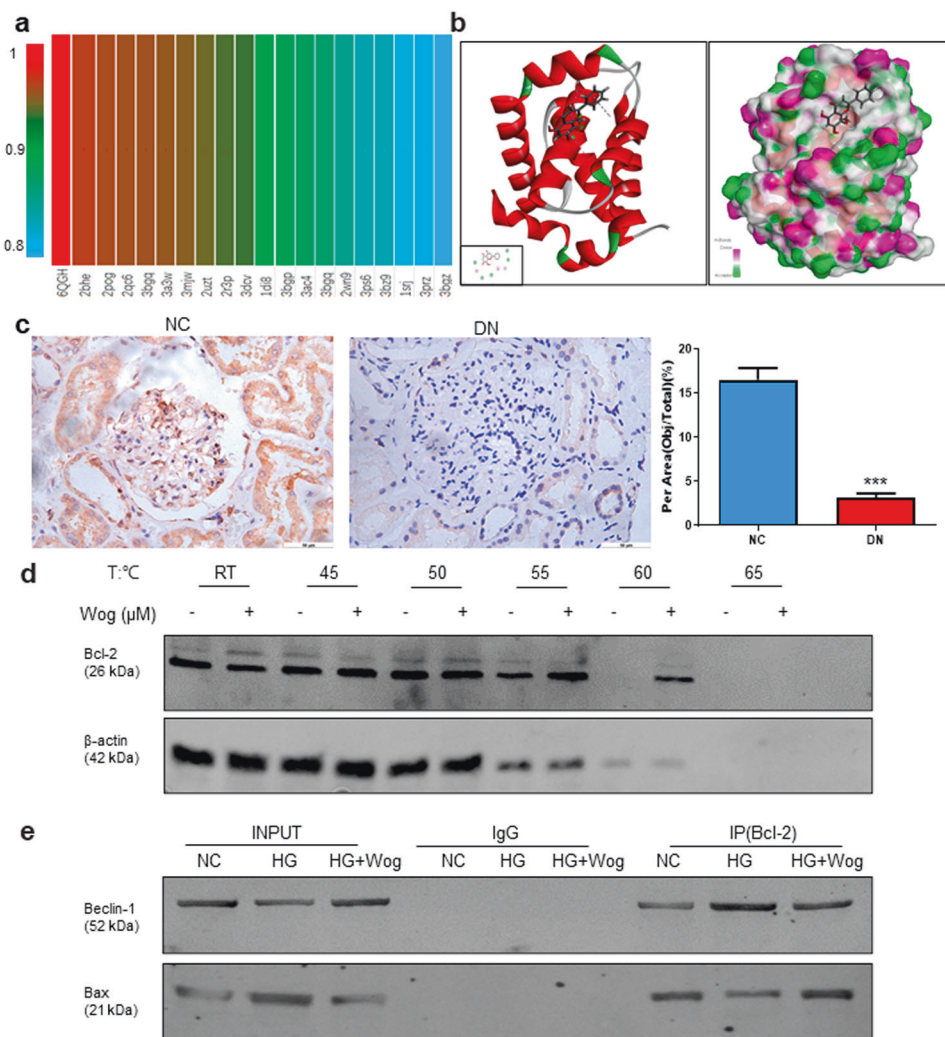 a
1
0.9
0.8
6QGH
2bhe
2pog
2qo6
3bgq
3a3w
3mjw
2uzt
2r3p
3dcv
1di8
3bgp
3ac4
3bgq
2wn9
3ps6
3bz9
1srj
3prz
3bgz
b
c
NC
DN
Per Area(Obj/Total)(%)
20
15
10
5
0
***
NC
DN
d
T:°C
RT
45
50
55
60
65
Wog (μM)
- + - + - + - + - + - +
Bcl-2
(26 kDa)
β-actin
(42 kDa)
e
INPUT
IgG
IP(Bcl-2)
NC HG HG+Wog NC HG HG+Wog NC HG HG+Wog
Beclin-1
(52 kDa)
Bax
(21 kDa)